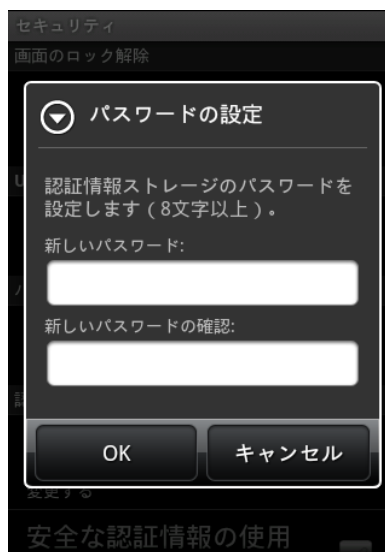 セキュリティ
画面のロック解除
パスワードの設定
U
認証情報ストレージのパスワードを
設定します（8文字以上）。
新しいパスワード:
パ
新しいパスワードの確認:
認
OK
キャンセル
変更する
安全な認証情報の使用